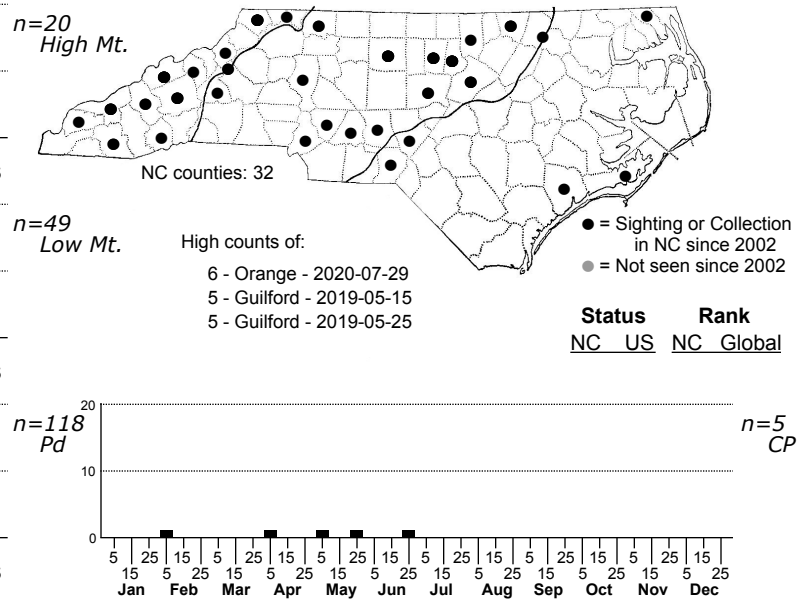 n=20
High Mt.
NC counties: 32
n=49
Low Mt.
High counts of:
6 - Orange - 2020-07-29
5 - Guilford - 2019-05-15
5 - Guilford - 2019-05-25
= Sighting or Collection
in NC since 2002
= Not seen since 2002
Status Rank
NC US NC Global
n=118
Pd
n=5
CP
20
10
0
5 25 15 5 25 15 5 25 15 5 25 15 5 25 15 5 25 15
15 5 25 15 5 25 15 5 25 15 5 25 15 5 25 15 5 25
Jan Feb Mar Apr May Jun Jul Aug Sep Oct Nov Dec